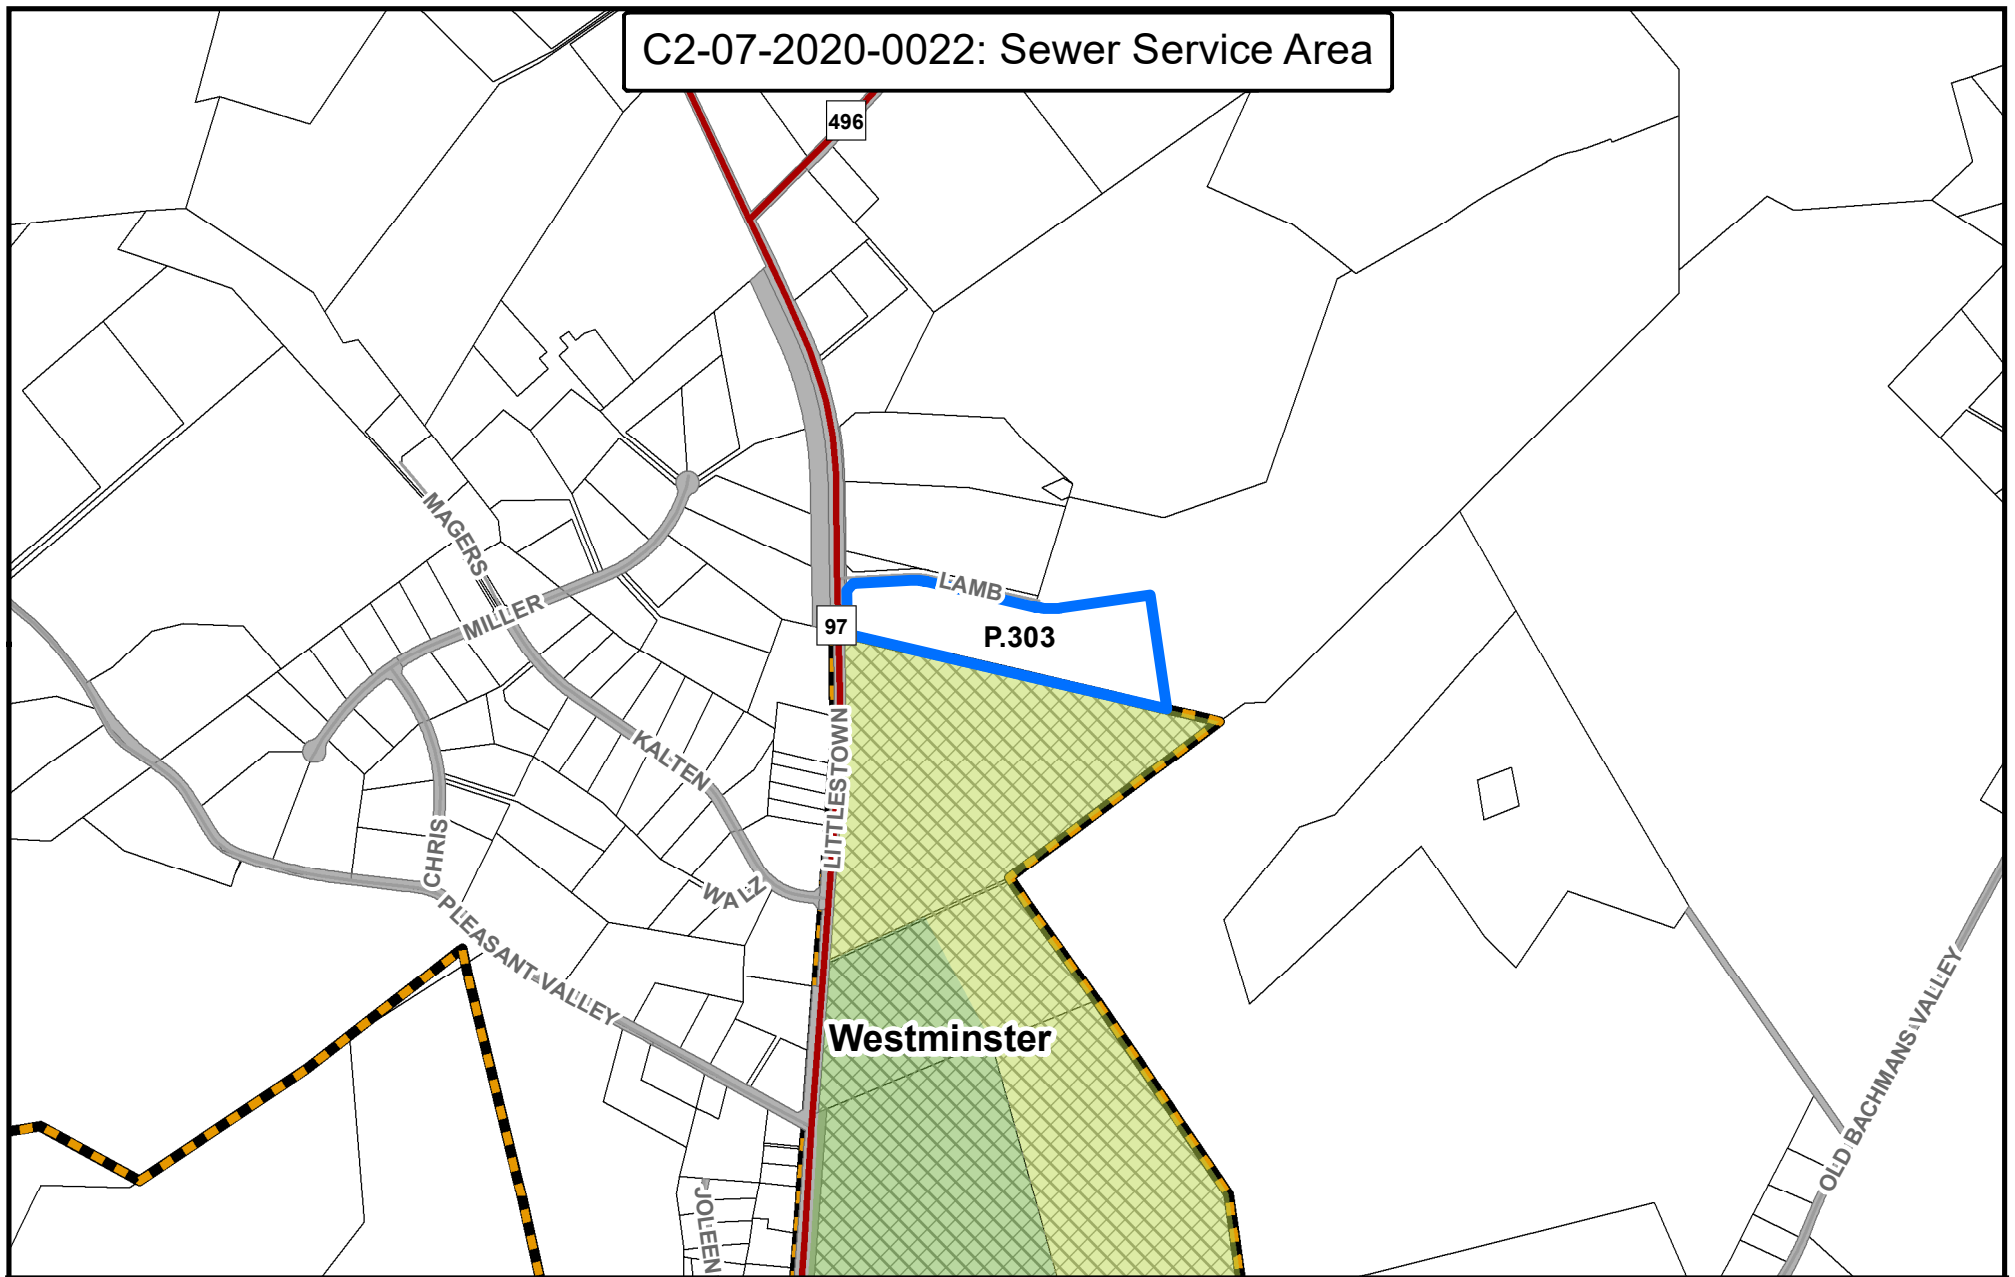 C2-07-2020-0022: Sewer Service Area
496
MAGERS
LAMB
MILLER
97
P.303
KALTEN
LITTLESTOWN
CHRIS
WALZ
PLEASANT VALLEY
Westminster
OLD BACHMANS VALLEY
JOLEEN